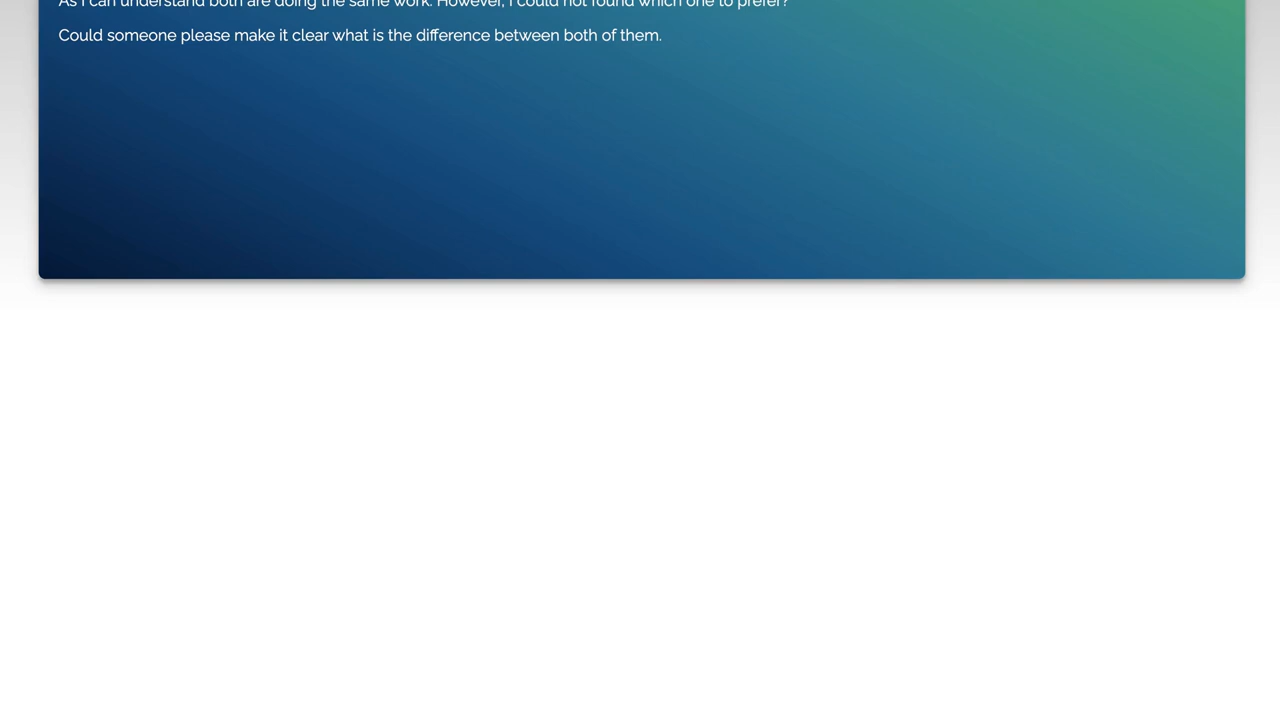 As I can understand both are doing the same work. However, I could not found which one to prefer?
Could someone please make it clear what is the difference between both of them.